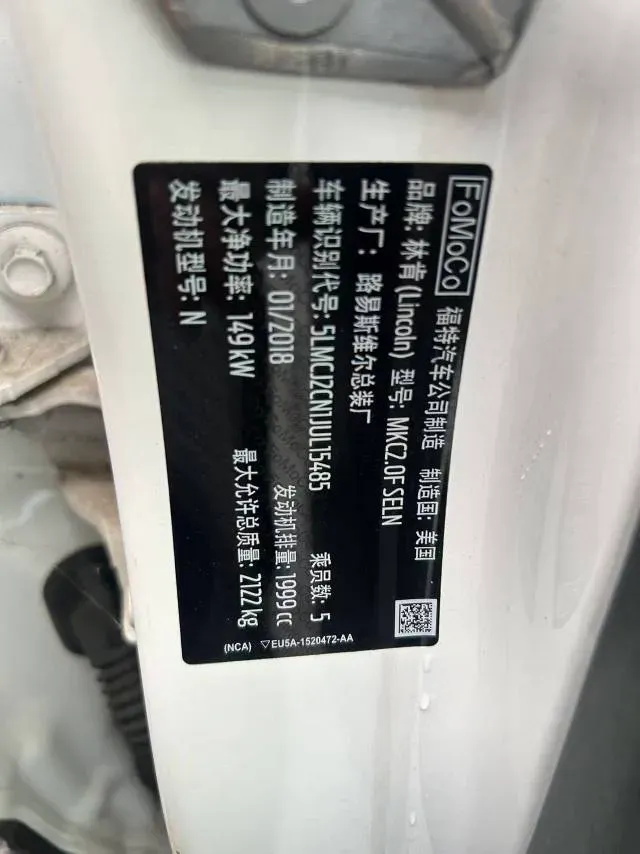 FoMoCo 福特汽车公司制造 制造国: 美国
品牌: 林肯 (Lincoln) 型号: MKC2.0F SELN
生产厂: 路易斯维尔总装厂
车辆识别代号: 5LMCJ2CN1JUL15485 乘员数: 5
制造年月: 01/2018 发动机排量: 1999 cc
最大净功率: 149 kW 最大允许总质量: 2122 kg
发动机型号: N
(NCA) ▽EU5A-1520472-AA